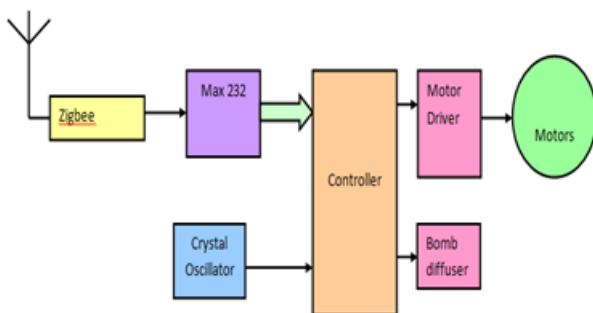 Zigbee
Max 232
Controller
Motor
Driver
Motors
Crystal
Oscillator
Bomb
diffuser